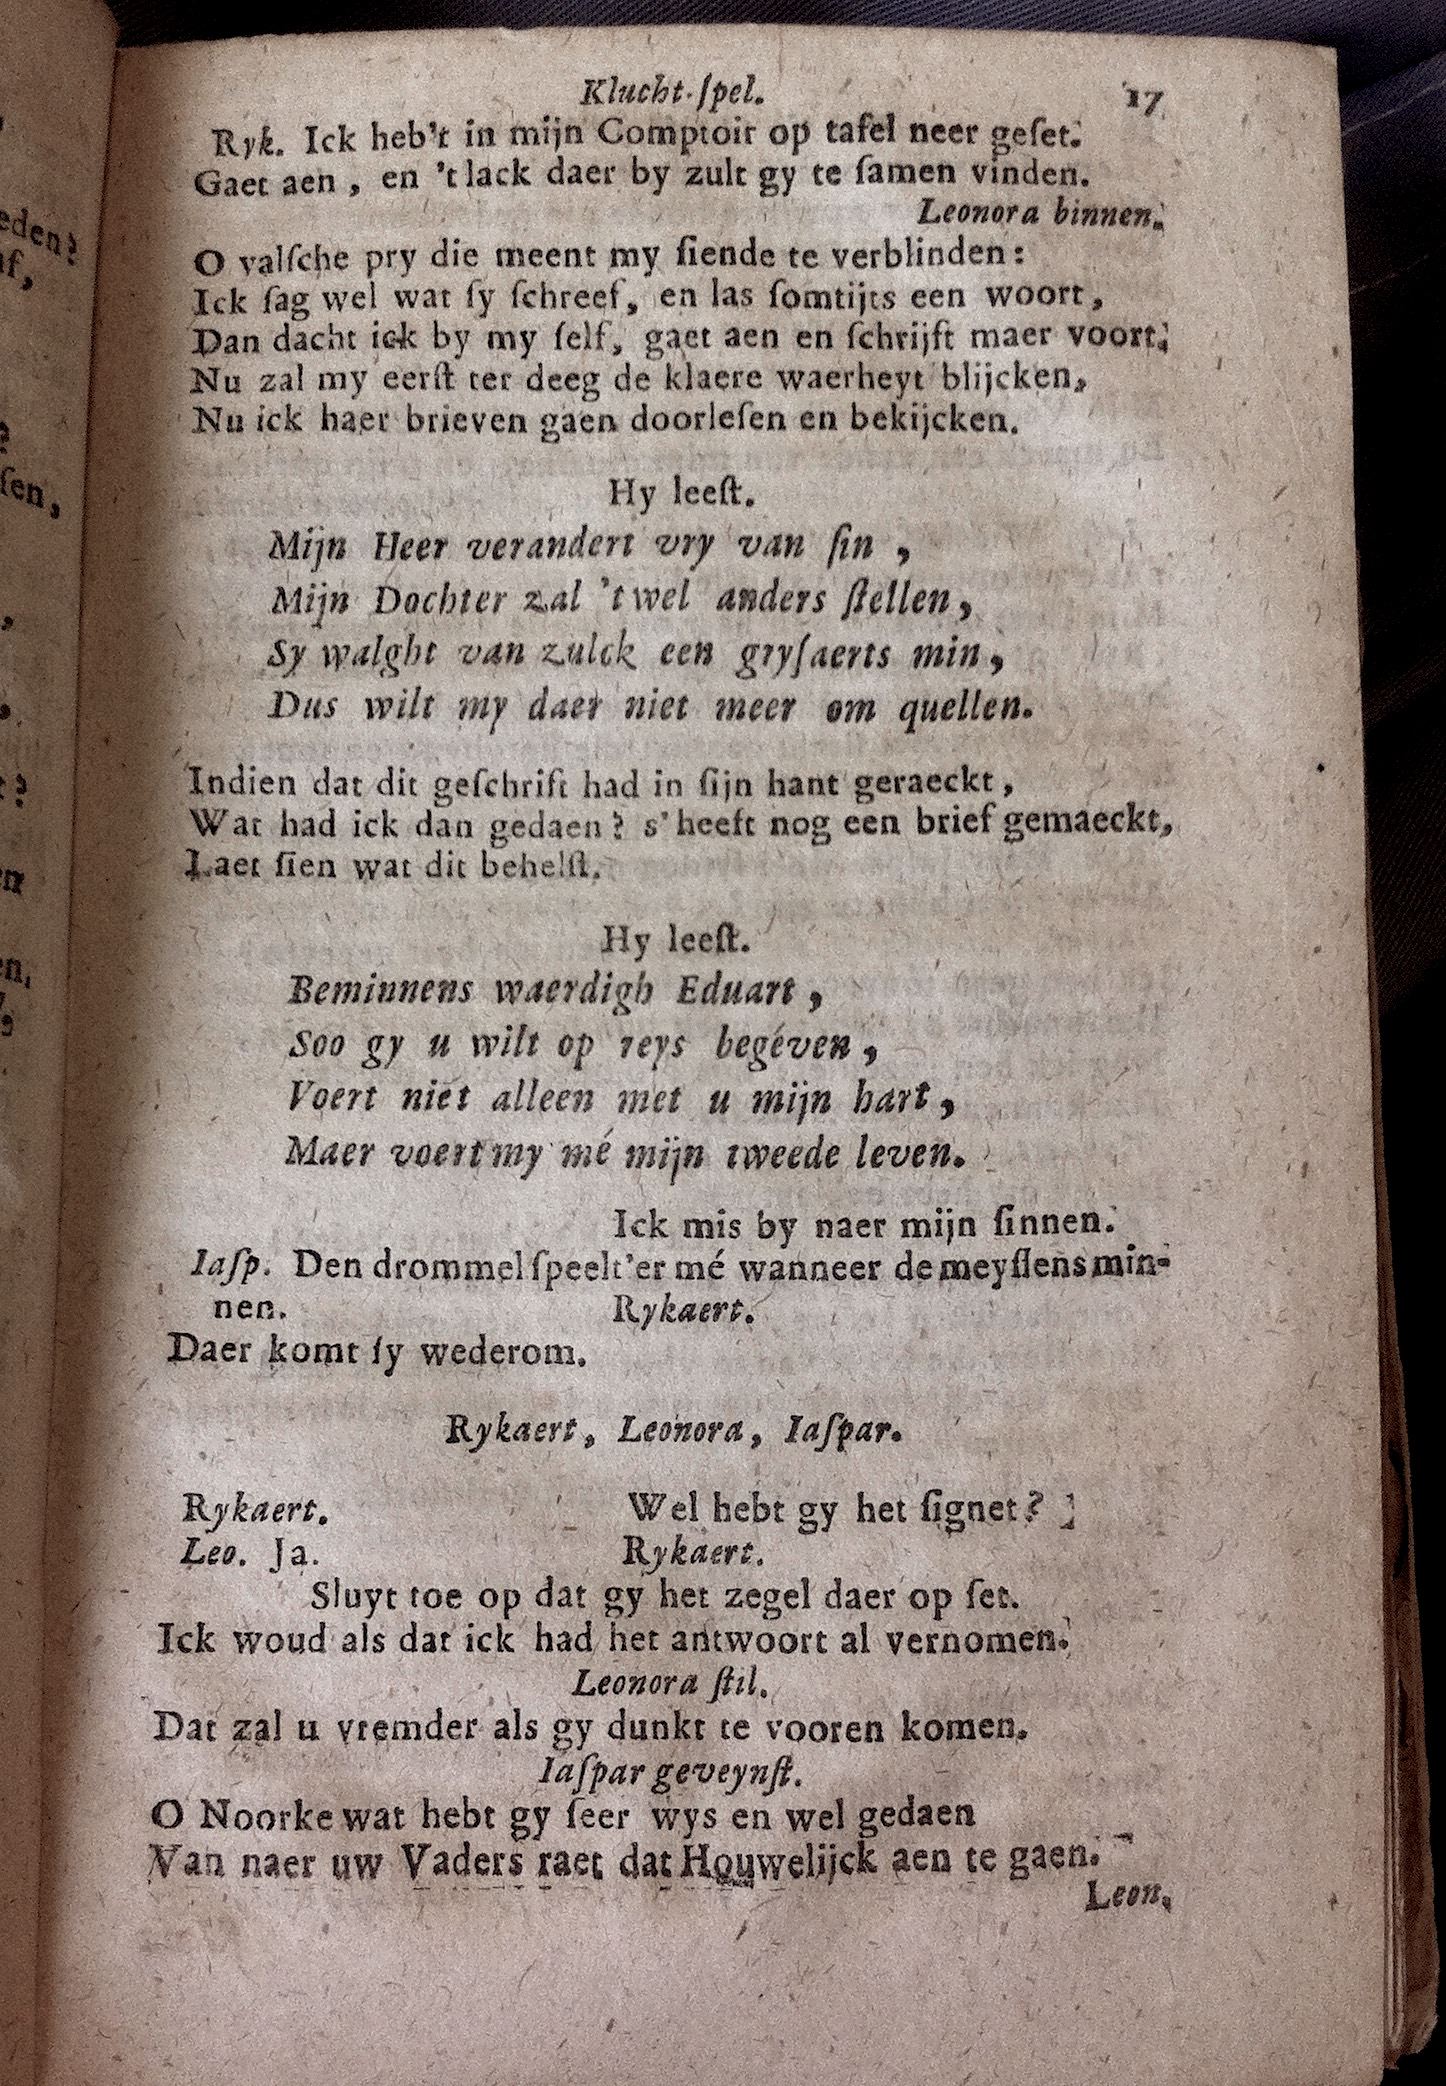 Klucht-ſpel. 17
Ryk. Ick heb't in mijn Comptoir op tafel neer geſet.
Gaet aen, en 't lack daer by zult gy te ſamen vinden.
Leonora binnen.
O valſche pry die meent my ſiende te verblinden:
Ick ſag wel wat ſy ſchreef, en las ſomtijts een woort,
Dan dacht ick by my ſelf, gaet aen en ſchrijft maer voort.
Nu zal my eerſt ter deeg de klaere waerheyt blijcken,
Nu ick haer brieven gaen doorleſen en bekijcken.
Hy leeſt.
Mijn Heer verandert vry van ſin,
Mijn Dochter zal 't wel anders ſtellen,
Sy walght van zulck een gryſaerts min,
Dus wilt my daer niet meer om quellen.
Indien dat dit geſchrift had in ſijn hant geraeckt,
Wat had ick dan gedaen? s'heeft nog een brief gemaeckt,
Laet ſien wat dit behelſt.
Hy leeſt.
Beminnens waerdigh Eduart,
Soo gy u wilt op reys begéven,
Voert niet alleen met u mijn hart,
Maer voert my mé mijn tweede leven.
Ick mis by naer mijn ſinnen.
Iaſp. Den drommel ſpeelt'er mé wanneer de meyſlens min-
nen. Rykaert.
Daer komt ſy wederom.
Rykaert, Leonora, Iaſpar.
Rykaert. Wel hebt gy het ſignet?
Leo. Ja. Rykaert.
Sluyt toe op dat gy het zegel daer op ſet.
Ick woud als dat ick had het antwoort al vernomen.
Leonora ſtil.
Dat zal u vremder als gy dunkt te vooren komen.
Iaſpar geveynſt.
O Noorke wat hebt gy ſeer wys en wel gedaen
Van naer uw Vaders raet dat Houwelijck aen te gaen.
Leon.
eden?
ſen,
en,